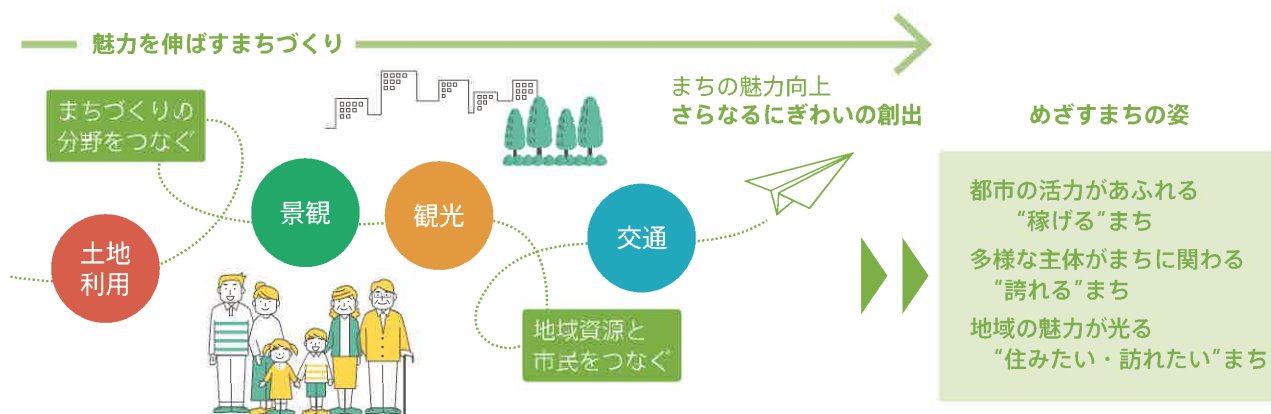 魅力を伸ばすまちづくり
まちづくりの
分野をつなぐ
土地
利用
景観
観光
地域資源と
市民をつなぐ
交通
まちの魅力向上
さらなるにぎわいの創出
めざすまちの姿
都市の活力があふれる
“稼げる”まち
多様な主体がまちに関わる
“誇れる”まち
地域の魅力が光る
“住みたい・訪れたい”まち